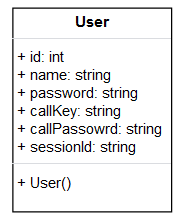 User
+ id: int
+ name: string
+ password: string
+ callKey: string
+ callPassowrd: string
+ sessionId: string
+ User()